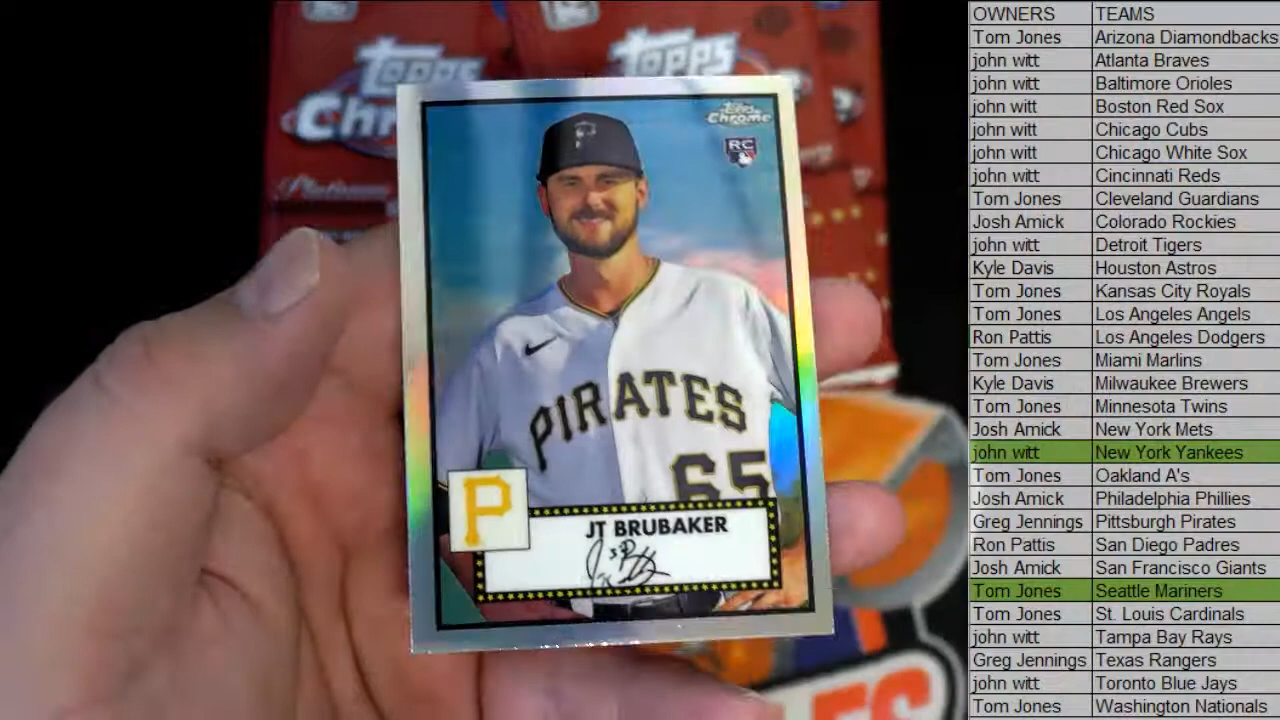 Topps
Topps
Chr
Platinum
Topps
Chrome
RC
PIRATES
65
P
JT BRUBAKER
OWNERS TEAMS
Tom Jones Arizona Diamondbacks
john witt Atlanta Braves
john witt Baltimore Orioles
john witt Boston Red Sox
john witt Chicago Cubs
john witt Chicago White Sox
john witt Cincinnati Reds
Tom Jones Cleveland Guardians
Josh Amick Colorado Rockies
john witt Detroit Tigers
Kyle Davis Houston Astros
Tom Jones Kansas City Royals
Tom Jones Los Angeles Angels
Ron Pattis Los Angeles Dodgers
Tom Jones Miami Marlins
Kyle Davis Milwaukee Brewers
Tom Jones Minnesota Twins
Josh Amick New York Mets
john witt New York Yankees
Tom Jones Oakland A's
Josh Amick Philadelphia Phillies
Greg Jennings Pittsburgh Pirates
Ron Pattis San Diego Padres
Josh Amick San Francisco Giants
Tom Jones Seattle Mariners
Tom Jones St. Louis Cardinals
john witt Tampa Bay Rays
Greg Jennings Texas Rangers
john witt Toronto Blue Jays
Tom Jones Washington Nationals